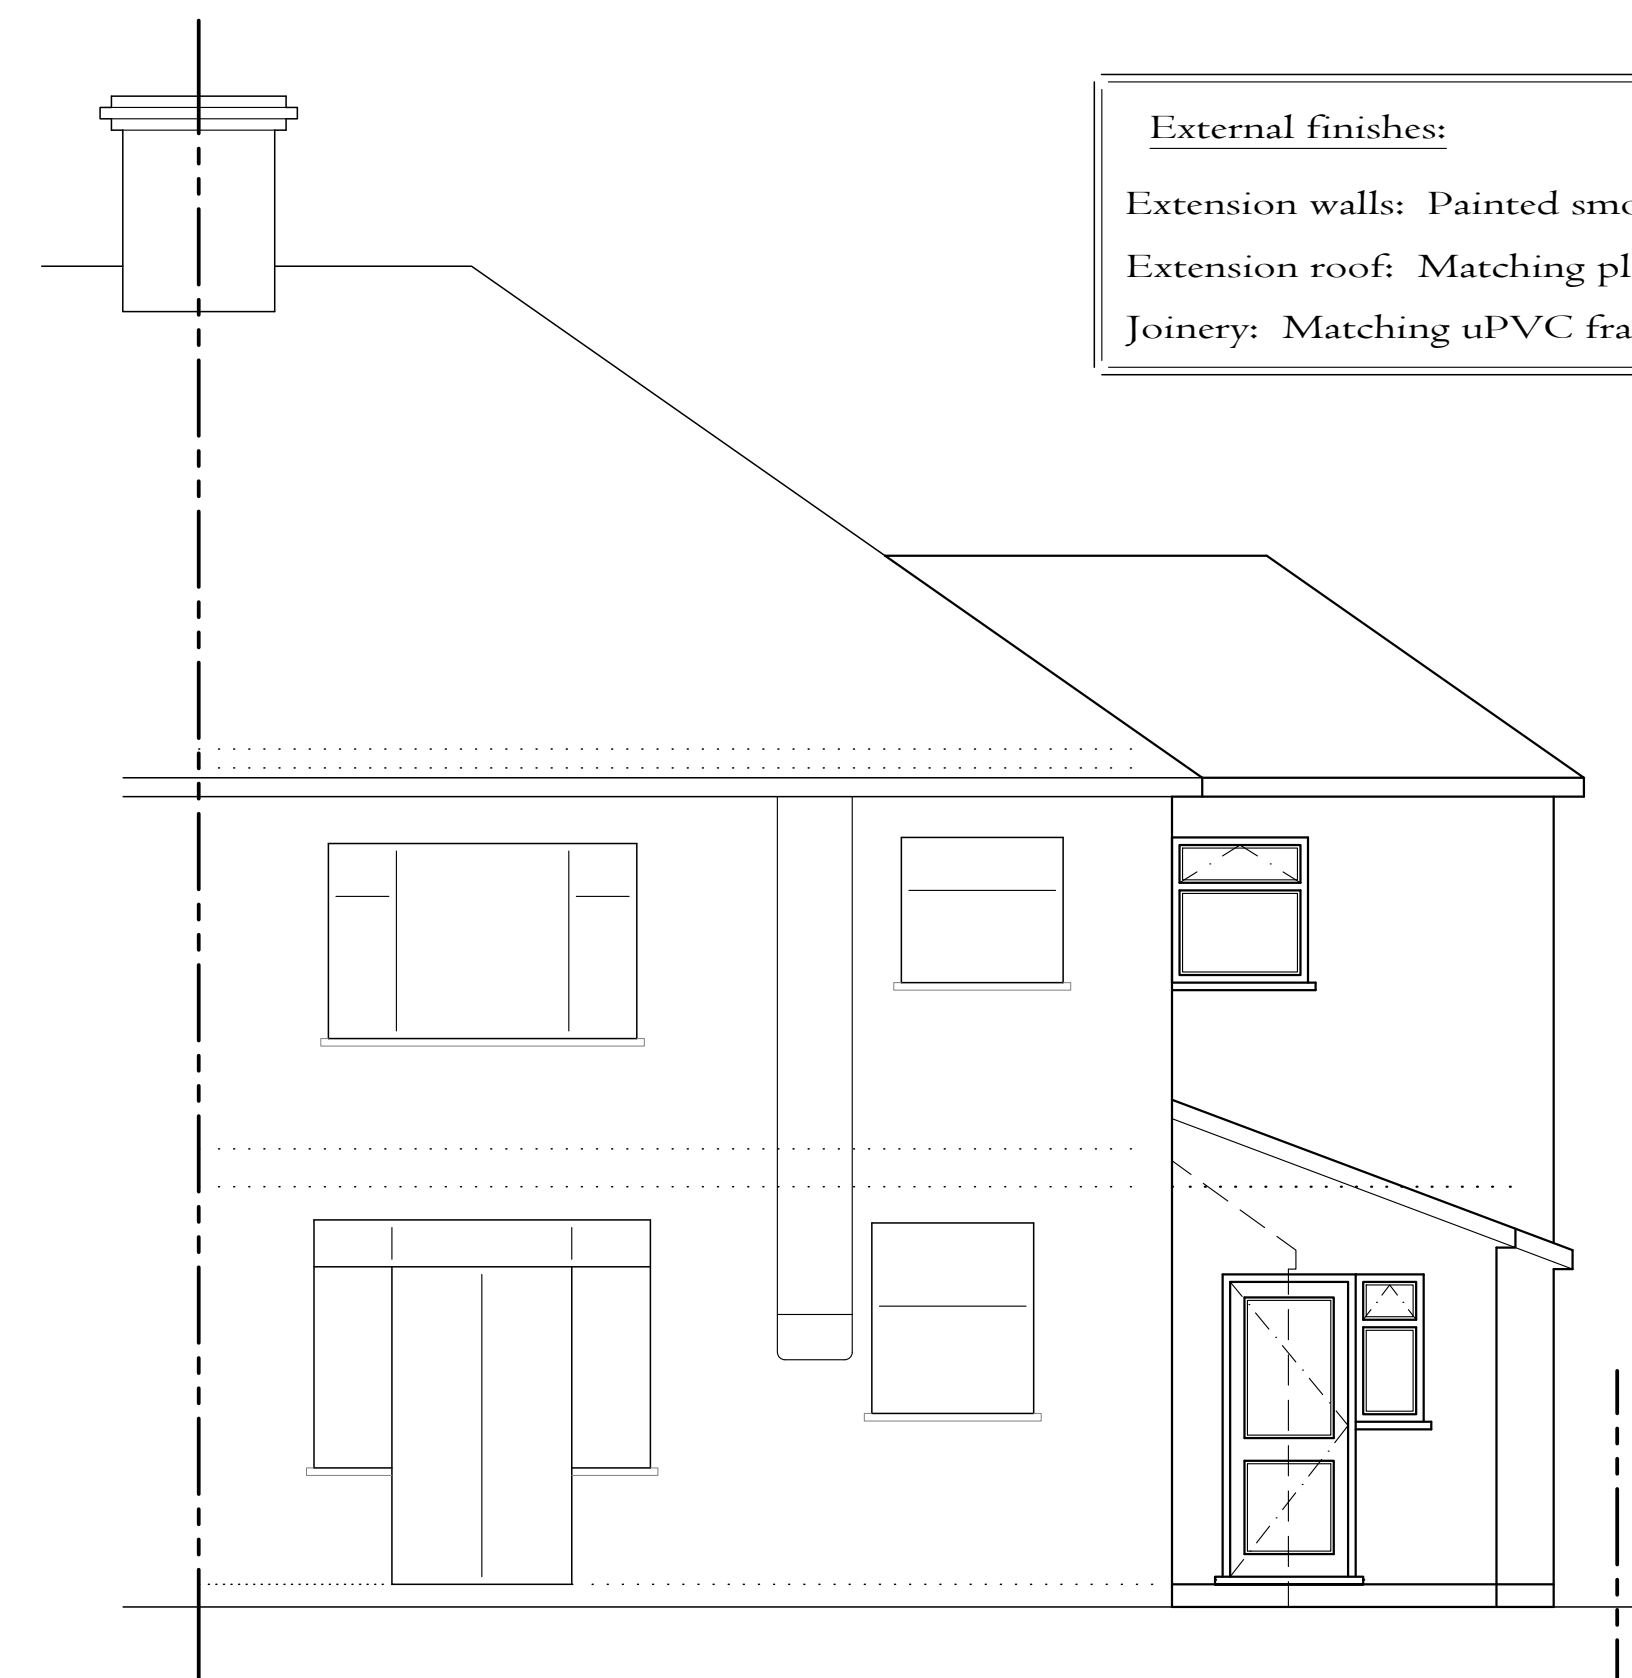 External finishes:
Extension walls: Painted smo
Extension roof: Matching pl
Joinery: Matching uPVC fra